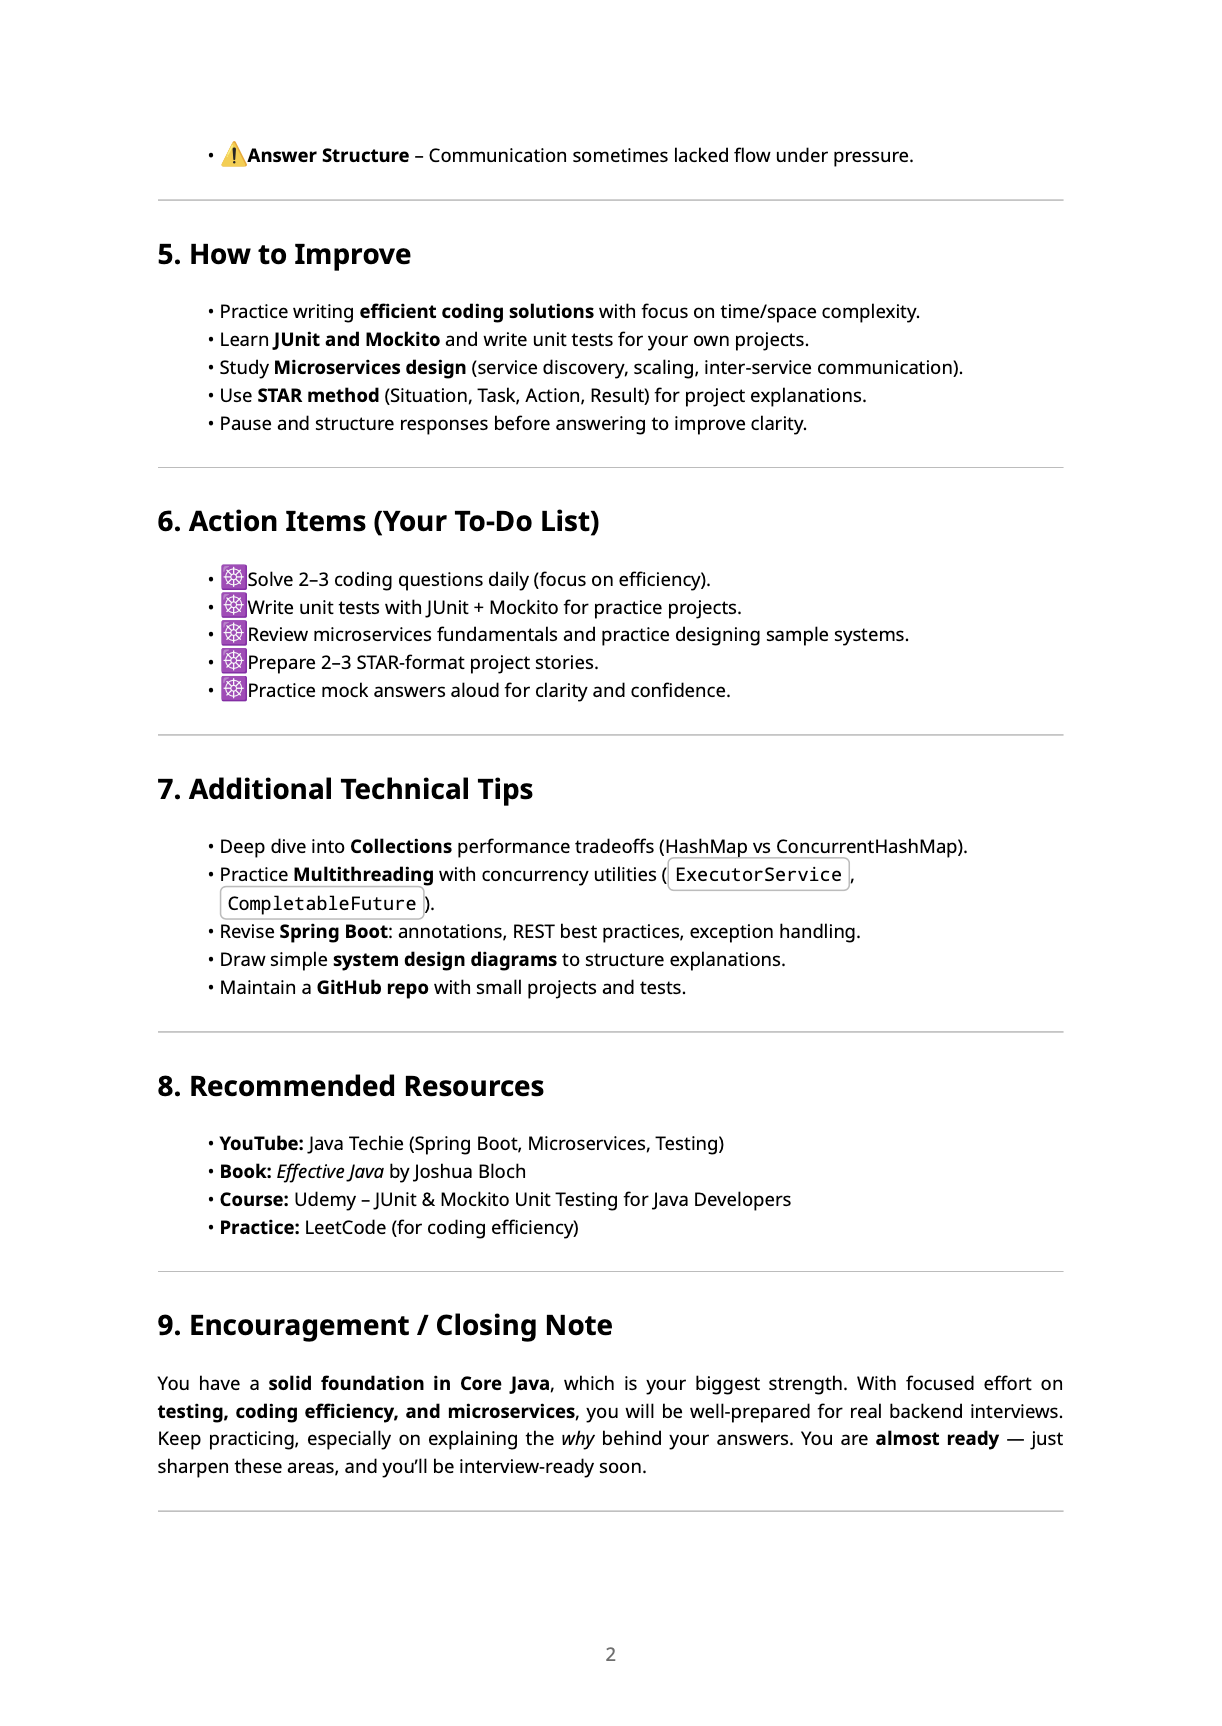 • ⚠️Answer Structure – Communication sometimes lacked flow under pressure.
5. How to Improve
• Practice writing efficient coding solutions with focus on time/space complexity.
• Learn JUnit and Mockito and write unit tests for your own projects.
• Study Microservices design (service discovery, scaling, inter-service communication).
• Use STAR method (Situation, Task, Action, Result) for project explanations.
• Pause and structure responses before answering to improve clarity.
6. Action Items (Your To-Do List)
• ☸️Solve 2–3 coding questions daily (focus on efficiency).
• ☸️Write unit tests with JUnit + Mockito for practice projects.
• ☸️Review microservices fundamentals and practice designing sample systems.
• ☸️Prepare 2–3 STAR-format project stories.
• ☸️Practice mock answers aloud for clarity and confidence.
7. Additional Technical Tips
• Deep dive into Collections performance tradeoffs (HashMap vs ConcurrentHashMap).
• Practice Multithreading with concurrency utilities ( ExecutorService ,
CompletableFuture ).
• Revise Spring Boot: annotations, REST best practices, exception handling.
• Draw simple system design diagrams to structure explanations.
• Maintain a GitHub repo with small projects and tests.
8. Recommended Resources
• YouTube: Java Techie (Spring Boot, Microservices, Testing)
• Book: Effective Java by Joshua Bloch
• Course: Udemy – JUnit & Mockito Unit Testing for Java Developers
• Practice: LeetCode (for coding efficiency)
9. Encouragement / Closing Note
You have a solid foundation in Core Java, which is your biggest strength. With focused effort on
testing, coding efficiency, and microservices, you will be well-prepared for real backend interviews.
Keep practicing, especially on explaining the why behind your answers. You are almost ready — just
sharpen these areas, and you’ll be interview-ready soon.
2